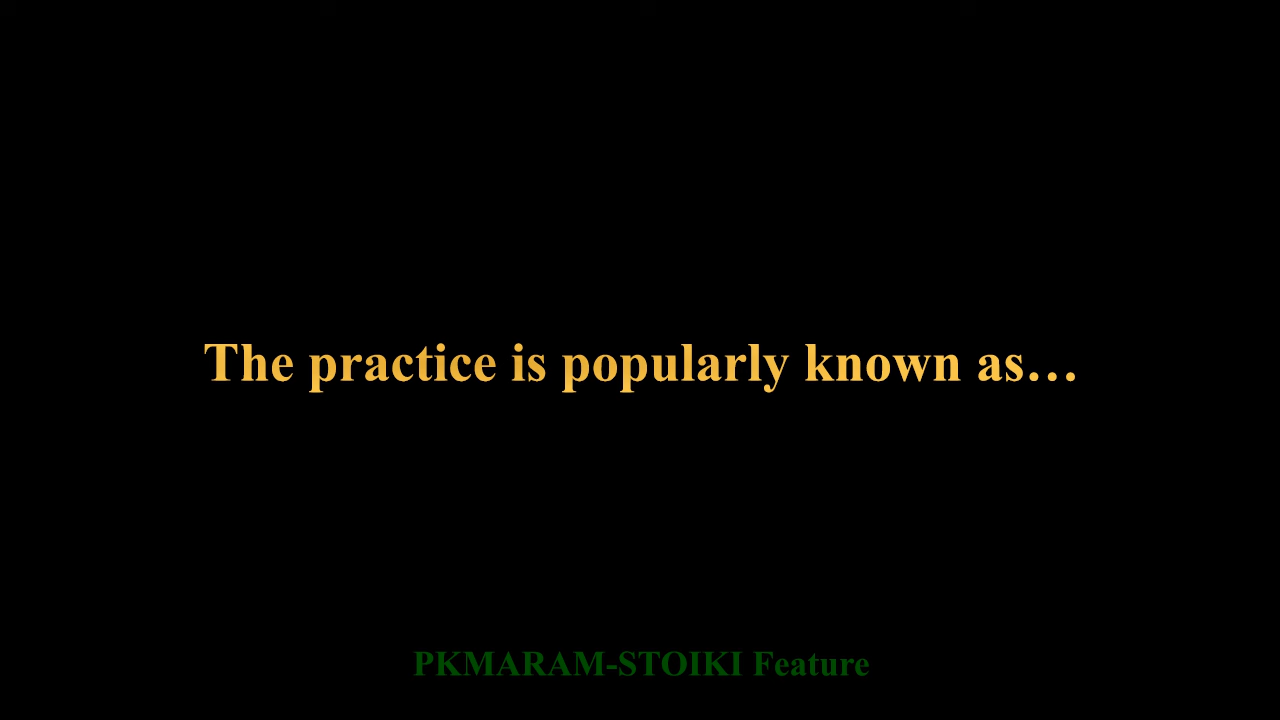 The practice is popularly known as…
PKMARAM-STOIKI Feature